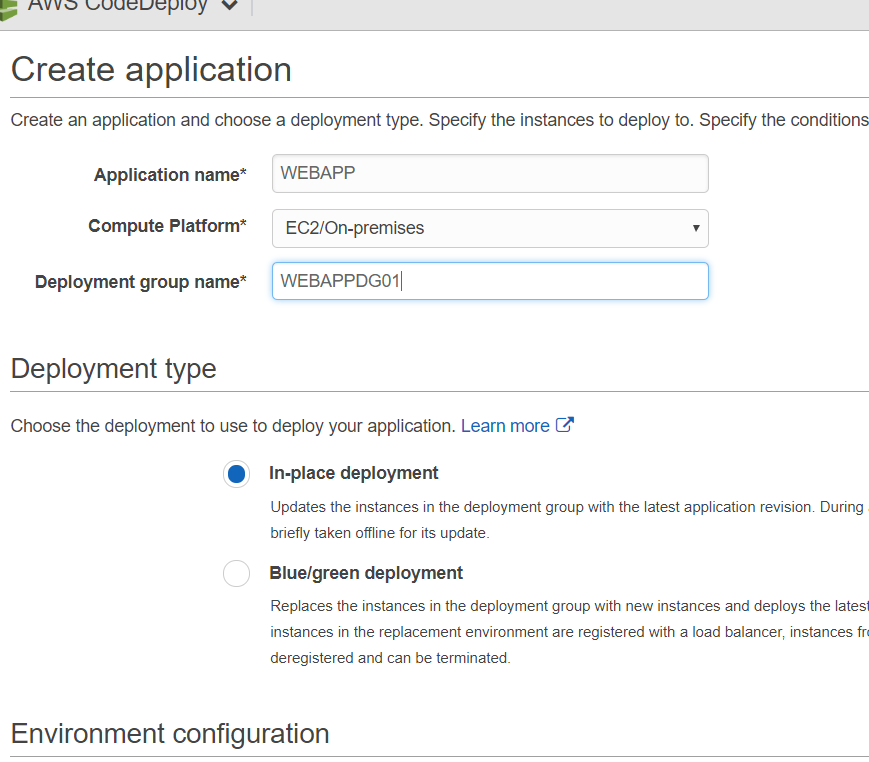 AWS CodeDeploy
Create application
Create an application and choose a deployment type. Specify the instances to deploy to. Specify the conditions
Application name*
WEBAPP
Compute Platform*
EC2/On-premises
Deployment group name*
WEBAPPDG01
Deployment type
Choose the deployment to use to deploy your application. Learn more
In-place deployment
Updates the instances in the deployment group with the latest application revision. During
briefly taken offline for its update.
Blue/green deployment
Replaces the instances in the deployment group with new instances and deploys the latest
instances in the replacement environment are registered with a load balancer, instances
deregistered and can be terminated.
Environment configuration